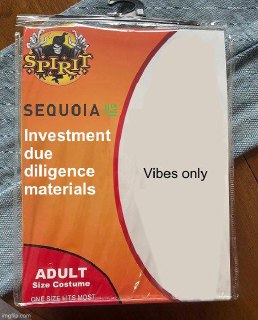 SPIRIT
SEQUOIA
Investment
due
diligence
materials
Vibes only
ADULT
Size Costume
ONE SIZE FITS MOST
imgflip.com